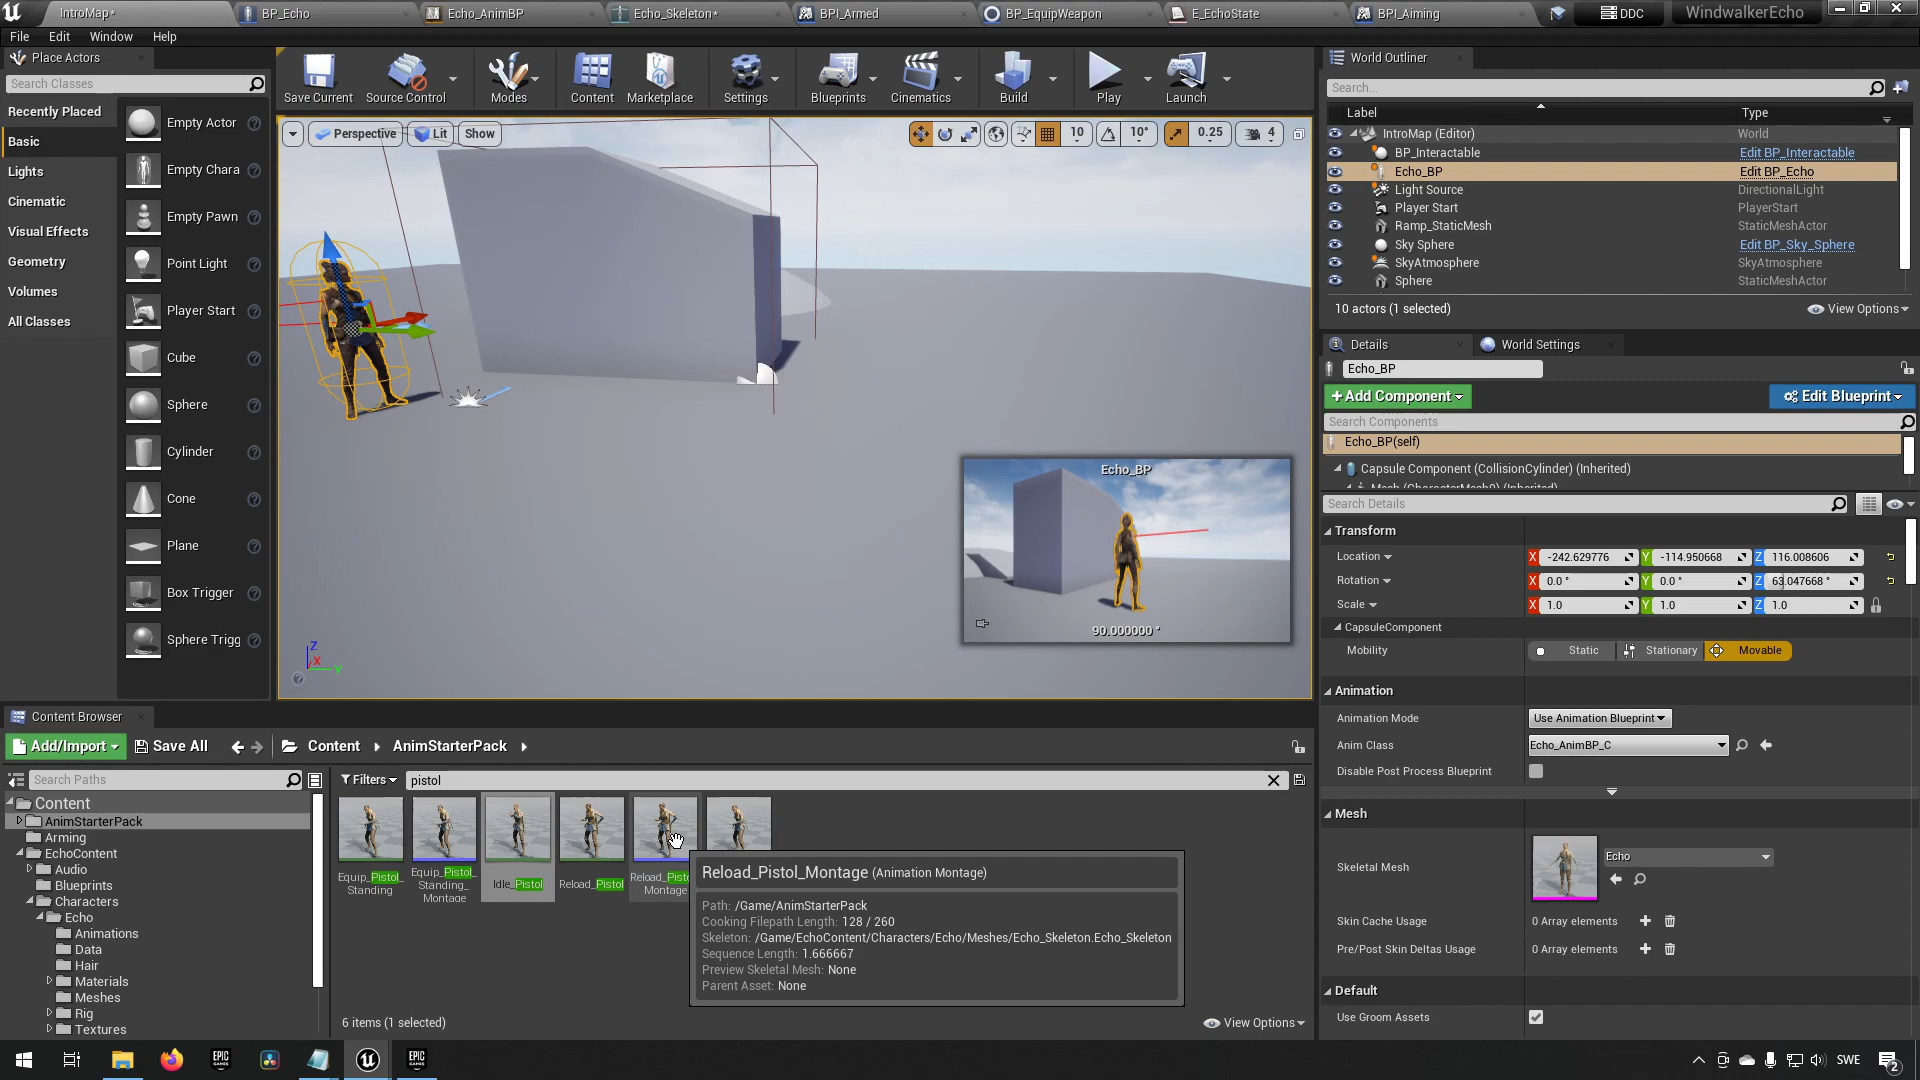 IntroMap*
BP_Echo
Echo_AnimBP
Echo_Skeleton*
BPI_Armed
BP_EquipWeapon
E_EchoState
BPI_Aiming
DDC
WindwalkerEcho
File
Edit
Window
Help
Place Actors
Search Classes
Recently Placed
Basic
Lights
Cinematic
Visual Effects
Geometry
Volumes
All Classes
Empty Actor
Empty Chara
Empty Pawn
Point Light
Player Start
Cube
Sphere
Cylinder
Cone
Plane
Box Trigger
Sphere Trigg
Save Current
Source Control
Modes
Content
Marketplace
Settings
Blueprints
Cinematics
Build
Play
Launch
Perspective
Lit
Show
10
10°
0.25
4
Echo_BP
90.000000 °
Z
X
Y
World Outliner
Search...
Label
Type
IntroMap (Editor)
World
BP_Interactable
Edit BP_Interactable
Echo_BP
Edit BP_Echo
Light Source
DirectionalLight
Player Start
PlayerStart
Ramp_StaticMesh
StaticMeshActor
Sky Sphere
Edit BP_Sky_Sphere
SkyAtmosphere
SkyAtmosphere
Sphere
StaticMeshActor
10 actors (1 selected)
View Options
Details
World Settings
Echo_BP
+Add Component
Edit Blueprint
Search Components
Echo_BP(self)
Capsule Component (CollisionCylinder) (Inherited)
Mesh (CharacterMesh0) (Inherited)
Search Details
Transform
Location
X -242.629776
Y -114.950668
Z 116.008606
Rotation
X 0.0 °
Y 0.0 °
Z 63.047668 °
Scale
X 1.0
Y 1.0
Z 1.0
CapsuleComponent
Mobility
Static
Stationary
Movable
Animation
Animation Mode
Use Animation Blueprint
Anim Class
Echo_AnimBP_C
Disable Post Process Blueprint
Mesh
Skeletal Mesh
Echo
Skin Cache Usage
0 Array elements
Pre/Post Skin Deltas Usage
0 Array elements
Default
Use Groom Assets
Content Browser
Add/Import
Save All
Content
AnimStarterPack
Search Paths
Filters
pistol
Content
AnimStarterPack
Arming
EchoContent
Audio
Blueprints
Characters
Echo
Animations
Data
Hair
Materials
Meshes
Rig
Textures
Equip_Pistol_
Standing
Equip_Pistol_
Standing_
Montage
Idle_Pistol
Reload_Pistol
Reload_Pisto
Montage
Reload_Pistol_Montage (Animation Montage)
Path: /Game/AnimStarterPack
Cooking Filepath Length: 128 / 260
Skeleton: /Game/EchoContent/Characters/Echo/Meshes/Echo_Skeleton.Echo_Skeleton
Sequence Length: 1.666667
Preview Skeletal Mesh: None
Parent Asset: None
6 items (1 selected)
View Options
EPIC
GAMES
EPIC
GAMES
SWE
2